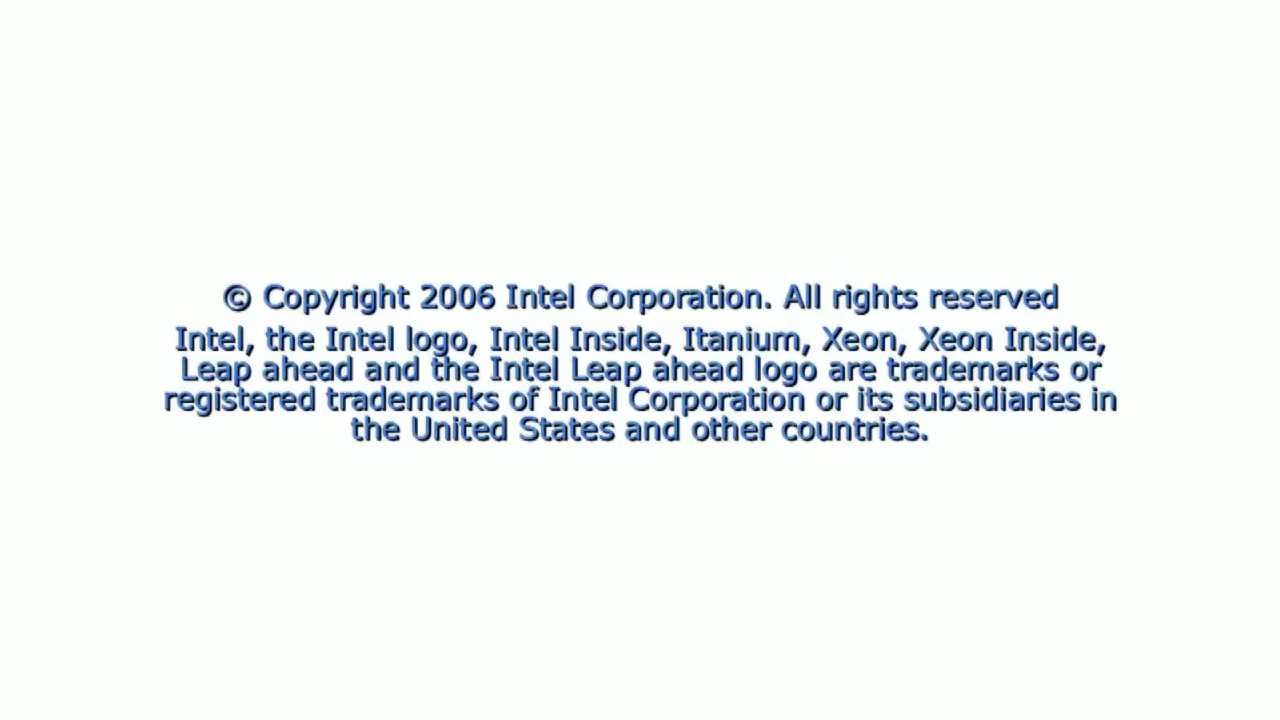 © Copyright 2006 Intel Corporation. All rights reserved
Intel, the Intel logo, Intel Inside, Itanium, Xeon, Xeon Inside,
Leap ahead and the Intel Leap ahead logo are trademarks or
registered trademarks of Intel Corporation or its subsidiaries in
the United States and other countries.